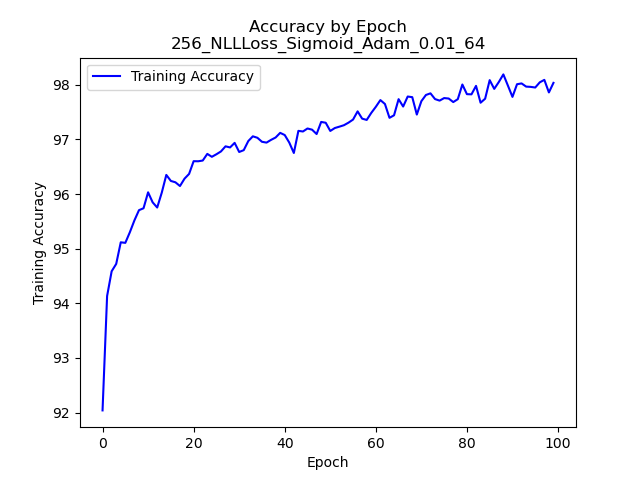 Accuracy by Epoch
256_NLLLoss_Sigmoid_Adam_0.01_64
Training Accuracy
98
97
96
95
94
93
92
Training Accuracy
0 20 40 60 80 100
Epoch